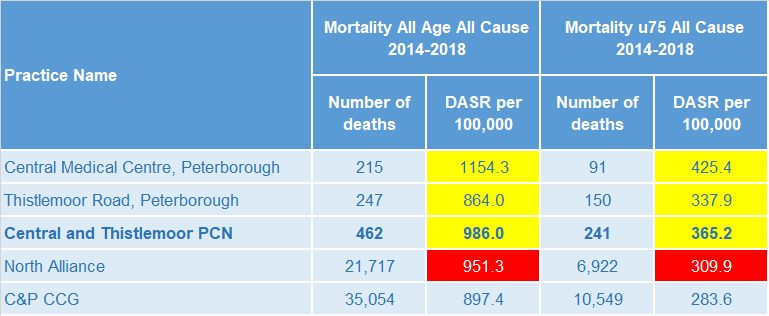 Practice Name
Mortality All Age All Cause
2014-2018
Mortality u75 All Cause
2014-2018
Number of
deaths
DASR per
100,000
Number of
deaths
DASR per
100,000
Central Medical Centre, Peterborough 215 1154.3 91 425.4
Thistlemoor Road, Peterborough 247 864.0 150 337.9
Central and Thistlemoor PCN 462 986.0 241 365.2
North Alliance 21,717 951.3 6,922 309.9
C&P CCG 35,054 897.4 10,549 283.6